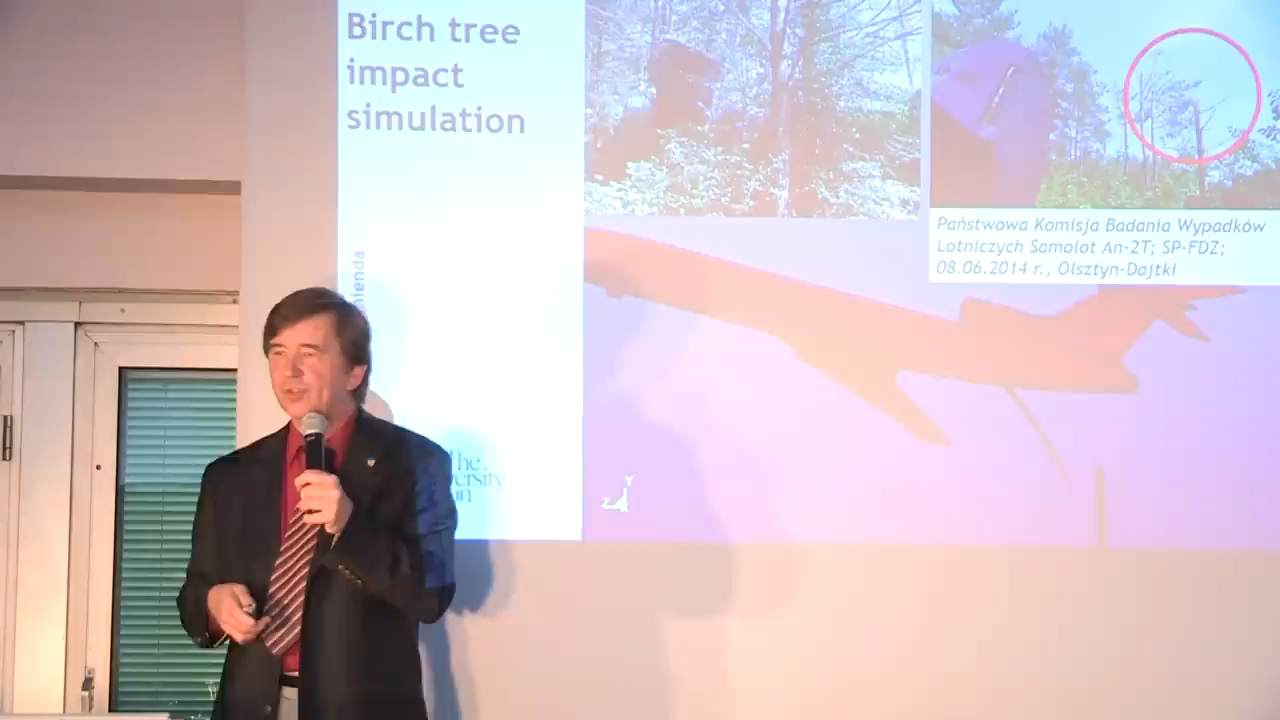 Birch tree
impact
simulation
Państwowa Komisja Badania Wypadków
Lotniczych Samolot An-2T; SP-FDZ;
08.06.2014 r., Olsztyn-Dajtki
Y
Z